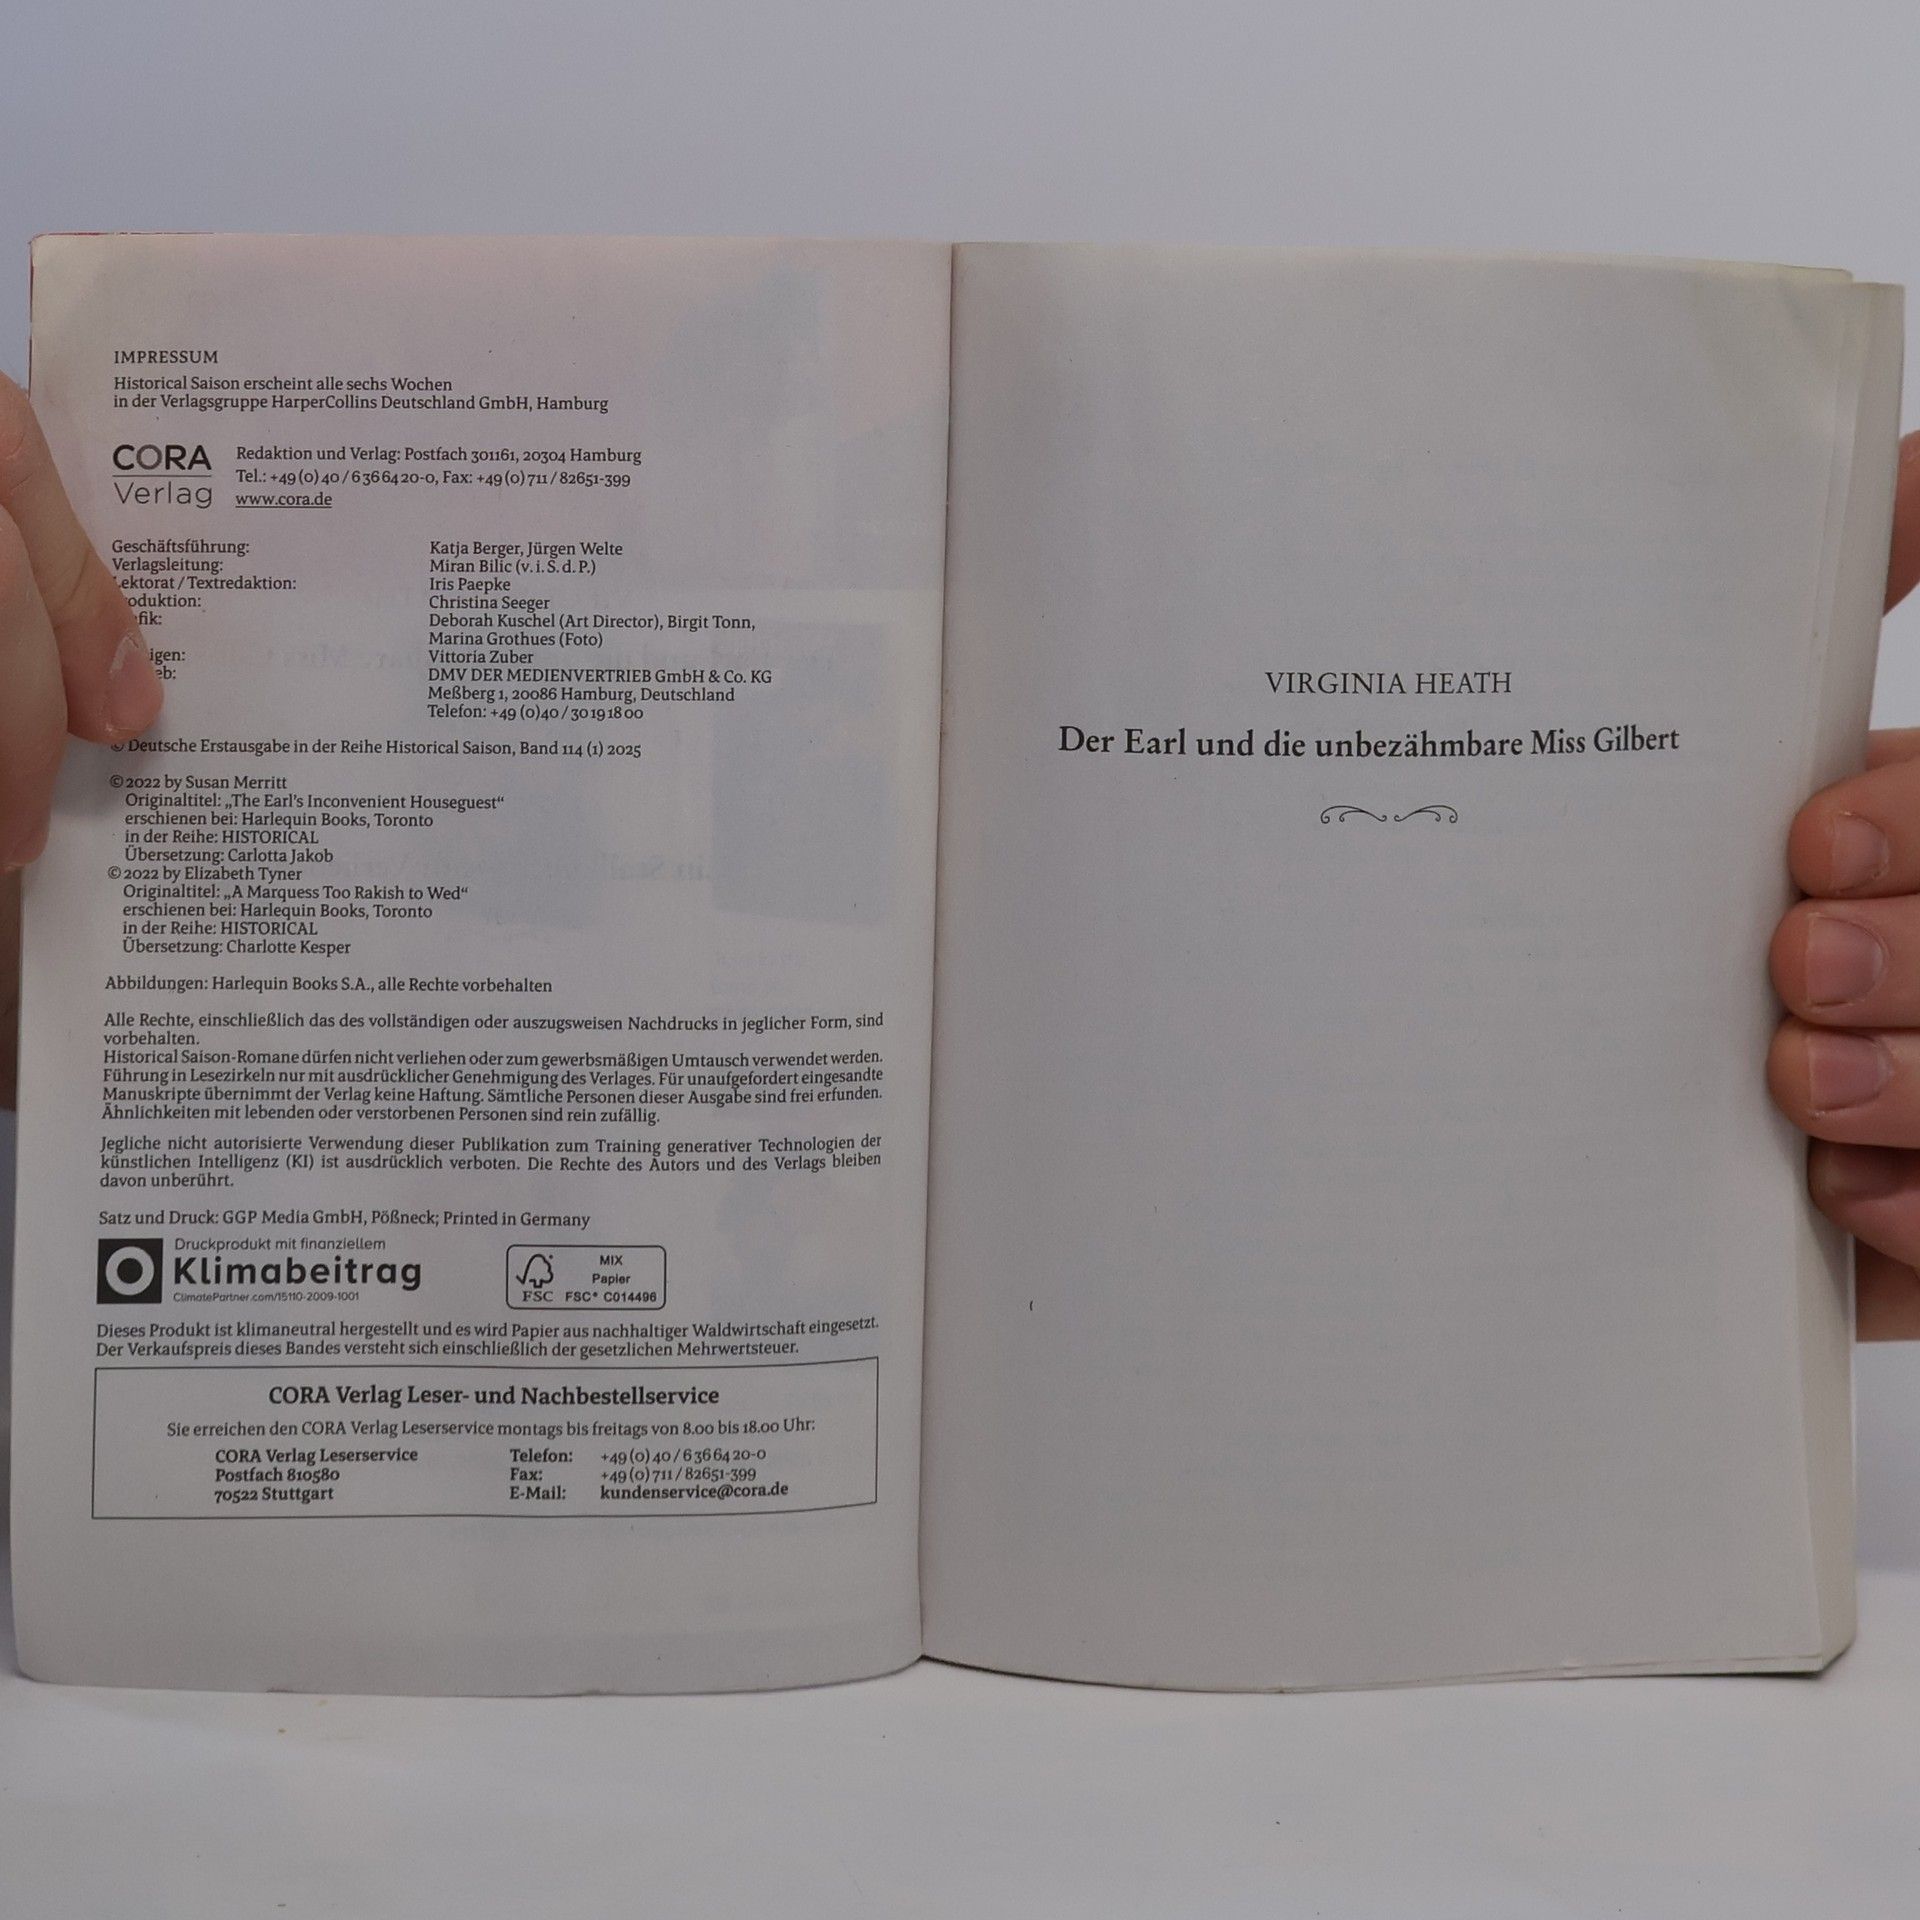 IMPRESSUM
Historical Saison erscheint alle sechs Wochen
in der Verlagsgruppe HarperCollins Deutschland GmbH, Hamburg
CORA
Verlag
Redaktion und Verlag: Postfach 301161, 20304 Hamburg
Tel.: +49 (0) 40 / 6 36 64 20-0, Fax: +49 (0) 711 / 82651-399
www.cora.de
Geschäftsführung: Katja Berger, Jürgen Welte
Verlagsleitung: Miran Bilic (v. i. S. d. P.)
ektorat / Textredaktion: Iris Paepke
oduktion: Christina Seeger
fik: Deborah Kuschel (Art Director), Birgit Tonn,
Marina Grothues (Foto)
igen: Vittoria Zuber
eb: DMV DER MEDIENVERTRIEB GmbH & Co. KG
Meßberg 1, 20086 Hamburg, Deutschland
Telefon: +49 (0)40 / 30 19 18 00
© Deutsche Erstausgabe in der Reihe Historical Saison, Band 114 (1) 2025
© 2022 by Susan Merritt
Originaltitel: „The Earl's Inconvenient Houseguest“
erschienen bei: Harlequin Books, Toronto
in der Reihe: HISTORICAL
Übersetzung: Carlotta Jakob
© 2022 by Elizabeth Tyner
Originaltitel: „A Marquess Too Rakish to Wed“
erschienen bei: Harlequin Books, Toronto
in der Reihe: HISTORICAL
Übersetzung: Charlotte Kesper
Abbildungen: Harlequin Books S.A., alle Rechte vorbehalten
Alle Rechte, einschließlich das des vollständigen oder auszugsweisen Nachdrucks in jeglicher Form, sind
vorbehalten.
Historical Saison-Romane dürfen nicht verliehen oder zum gewerbsmäßigen Umtausch verwendet werden.
Führung in Lesezirkeln nur mit ausdrücklicher Genehmigung des Verlages. Für unaufgefordert eingesandte
Manuskripte übernimmt der Verlag keine Haftung. Sämtliche Personen dieser Ausgabe sind frei erfunden.
Ähnlichkeiten mit lebenden oder verstorbenen Personen sind rein zufällig.
Jegliche nicht autorisierte Verwendung dieser Publikation zum Training generativer Technologien der
künstlichen Intelligenz (KI) ist ausdrücklich verboten. Die Rechte des Autors und des Verlags bleiben
davon unberührt.
Satz und Druck: GGP Media GmbH, Pößneck; Printed in Germany
Druckprodukt mit finanziellem
Klimabeitrag
ClimatePartner.com/15110-2009-1001
MIX
Papier
FSC FSC® C014496
Dieses Produkt ist klimaneutral hergestellt und es wird Papier aus nachhaltiger Waldwirtschaft eingesetzt.
Der Verkaufspreis dieses Bandes versteht sich einschließlich der gesetzlichen Mehrwertsteuer.
CORA Verlag Leser- und Nachbestellservice
Sie erreichen den CORA Verlag Leserservice montags bis freitags von 8.00 bis 18.00 Uhr:
CORA Verlag Leserservice Telefon: +49 (0) 40 / 6 36 64 20-0
Postfach 810580 Fax: +49 (0) 711 / 82651-399
70522 Stuttgart E-Mail: kundenservice@cora.de
VIRGINIA HEATH
Der Earl und die unbezähmbare Miss Gilbert